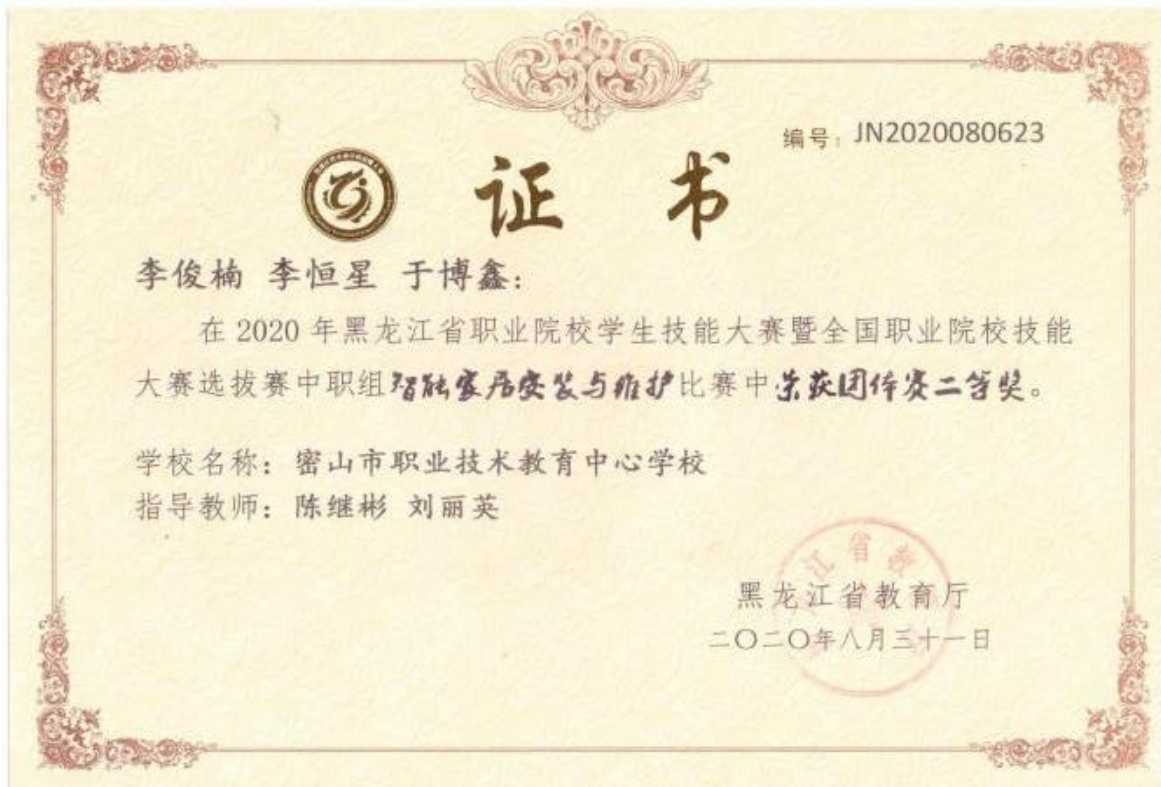 编号：JN2020080623
证 书
李俊楠 李恒星 于博鑫：
在 2020 年黑龙江省职业院校学生技能大赛暨全国职业院校技能
大赛选拔赛中职组智能家居安装与维护比赛中荣获团体赛二等奖。
学校名称：密山市职业技术教育中心学校
指导教师：陈继彬 刘丽英
江省教
黑龙江省教育厅
二〇二〇年八月三十一日